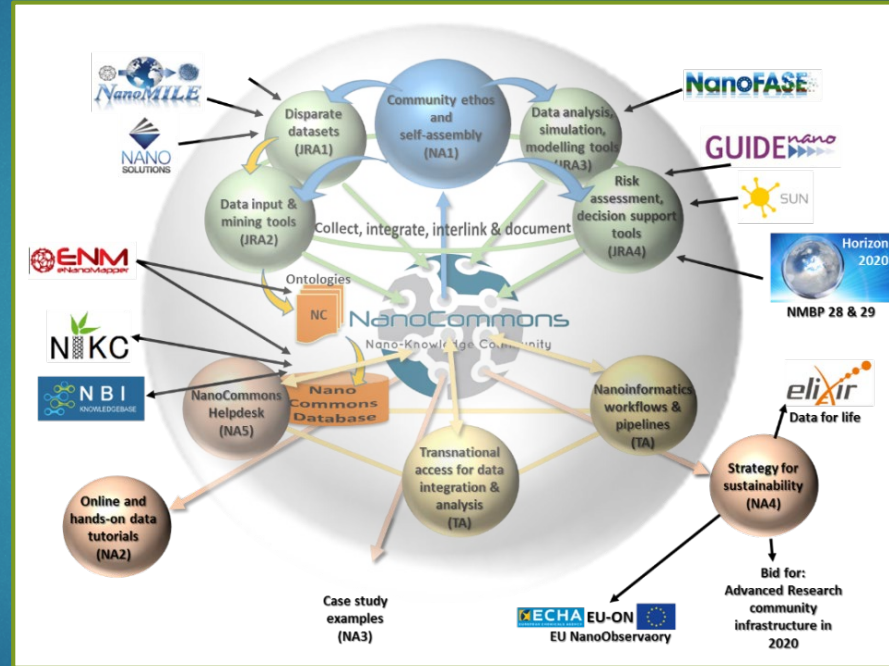 NanoMILE
NANO
SOLUTIONS
Disparate
datasets
(JRA1)
Community ethos
and
self-assembly
(NA1)
Data analysis,
simulation,
modelling tools
(JRA3)
NanoFASE
GUIDEnano
SUN
Data input &
mining tools
(JRA2)
Risk
assessment,
decision support
tools
(JRA4)
Collect, integrate, interlink & document
Horizon
2020
NMBP 28 & 29
ENM
eNanoMapper
Ontologies
NC
NanoCommons
Nano-Knowledge Community
NIKC
NBI
KNOWLEDGEBASE
NanoCommons
Helpdesk
(NA5)
Nano
Commons
Database
Nanoinformatics
workflows &
pipelines
(TA)
elixir
Data for life
Transnational
access for data
integration &
analysis
(TA)
Strategy for
sustainability
(NA4)
Online and
hands-on data
tutorials
(NA2)
Case study
examples
(NA3)
ECHA
EUROPEAN CHEMICALS AGENCY
EU-ON
EU NanoObservaory
Bid for:
Advanced Research
community
infrastructure in
2020